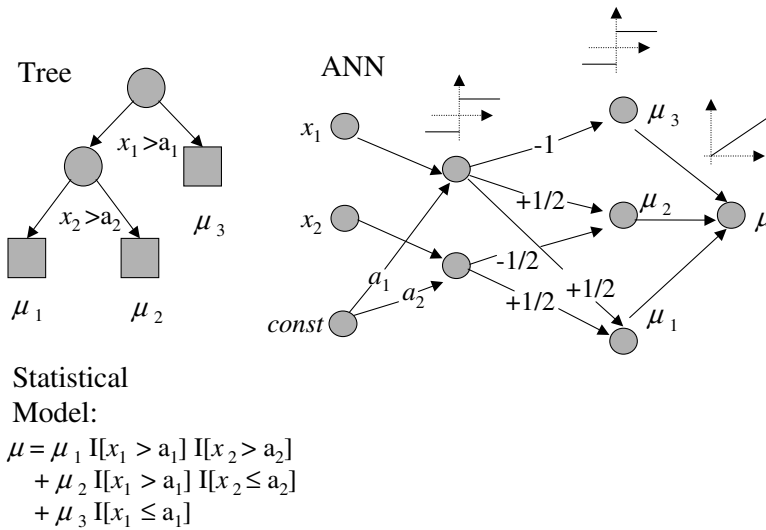 Tree
x₁>a₁
x₂>a₂
μ₃
μ₁
μ₂
ANN
x₁
x₂
const
a₁
a₂
-1
+1/2
-1/2
+1/2
+1/2
μ₃
μ₂
μ₁
μ
Statistical
Model:
μ = μ₁ I[x₁ > a₁] I[x₂ > a₂]
+ μ₂ I[x₁ > a₁] I[x₂ ≤ a₂]
+ μ₃ I[x₁ ≤ a₁]